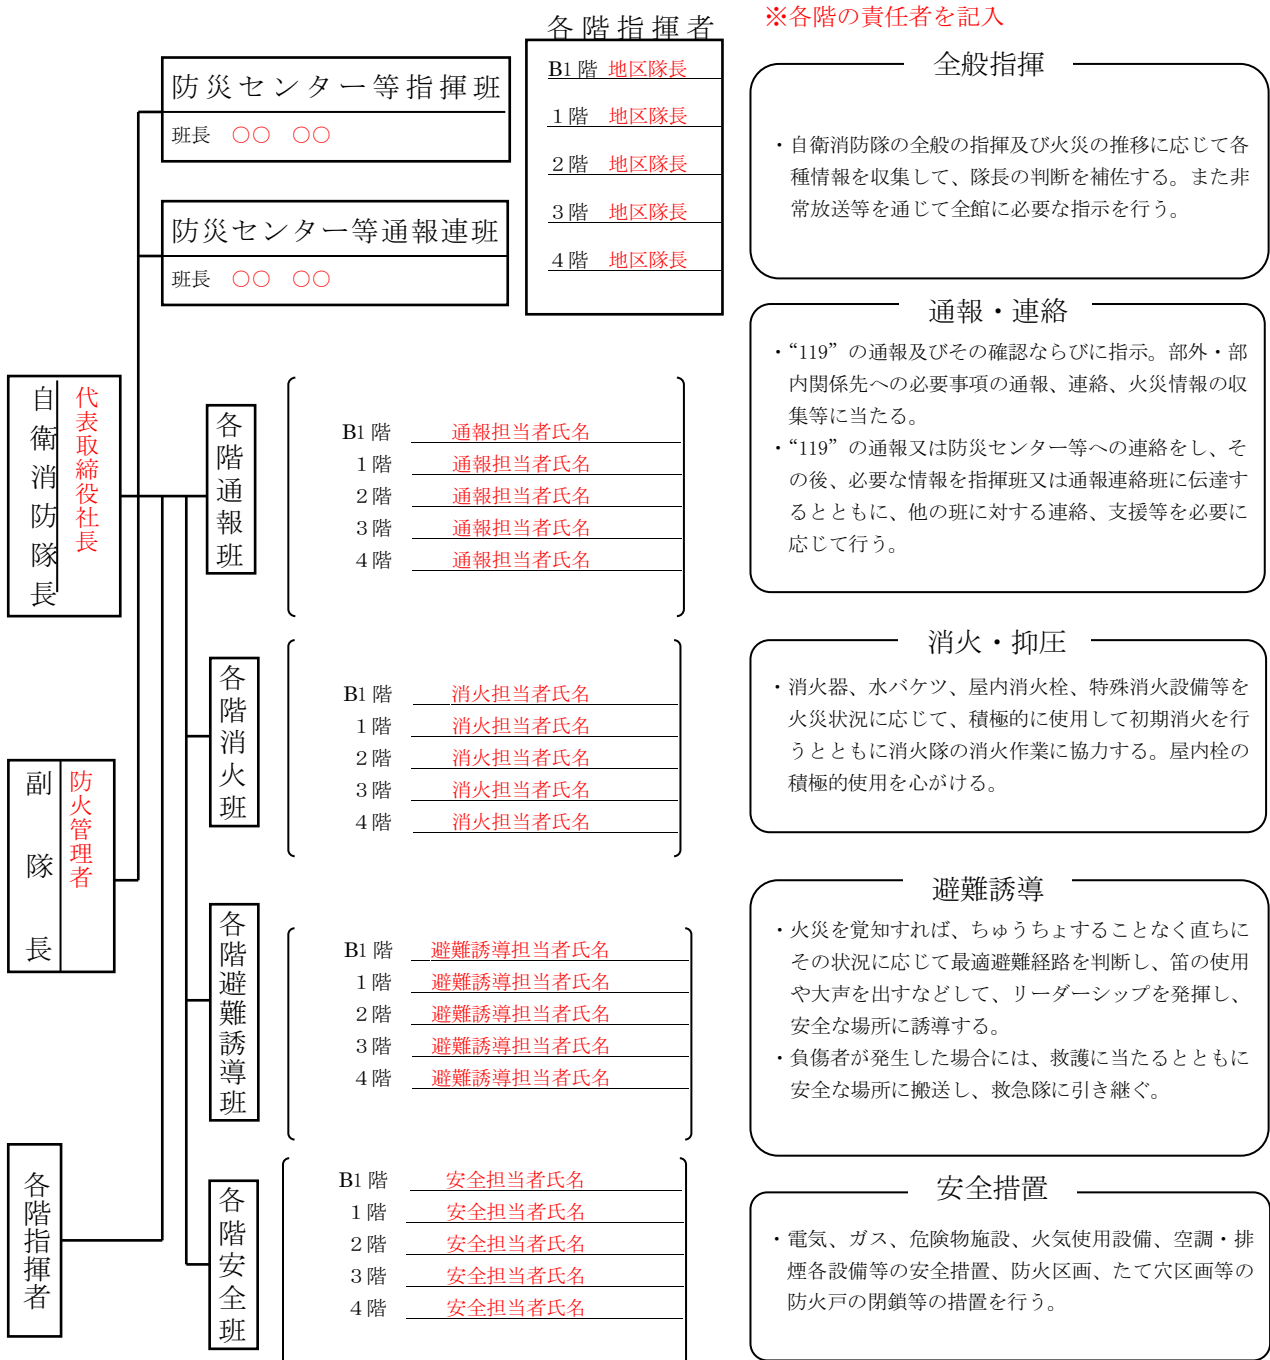 ※各階の責任者を記入
各階指揮者
B1 階 地区隊長
1 階 地区隊長
2 階 地区隊長
3 階 地区隊長
4 階 地区隊長
防災センター等指揮班
班長 ○○ ○○
防災センター等通報連班
班長 ○○ ○○
全般指揮
・自衛消防隊の全般の指揮及び火災の推移に応じて各
種情報を収集して、隊長の判断を補佐する。また非
常放送等を通じて全館に必要な指示を行う。
通報・連絡
・“119”の通報及びその確認ならびに指示。部外・部
内関係先への必要事項の通報、連絡、火災情報の収
集等に当たる。
・“119”の通報又は防災センター等への連絡をし、そ
の後、必要な情報を指揮班又は通報連絡班に伝達す
るとともに、他の班に対する連絡、支援等を必要に
応じて行う。
自衛消防隊長
代表取締役社長
各階通報班
B1 階 通報担当者氏名
1 階 通報担当者氏名
2 階 通報担当者氏名
3 階 通報担当者氏名
4 階 通報担当者氏名
消火・抑圧
・消火器、水バケツ、屋内消火栓、特殊消火設備等を
火災状況に応じて、積極的に使用して初期消火を行
うとともに消火隊の消火作業に協力する。屋内栓の
積極的使用を心がける。
各階消火班
B1 階 消火担当者氏名
1 階 消火担当者氏名
2 階 消火担当者氏名
3 階 消火担当者氏名
4 階 消火担当者氏名
副隊長
防火管理者
避難誘導
・火災を覚知すれば、ちゅうちょすることなく直ちに
その状況に応じて最適避難経路を判断し、笛の使用
や大声を出すなどして、リーダーシップを発揮し、
安全な場所に誘導する。
・負傷者が発生した場合には、救護に当たるとともに
安全な場所に搬送し、救急隊に引き継ぐ。
各階避難誘導班
B1 階 避難誘導担当者氏名
1 階 避難誘導担当者氏名
2 階 避難誘導担当者氏名
3 階 避難誘導担当者氏名
4 階 避難誘導担当者氏名
各階指揮者
各階安全班
B1 階 安全担当者氏名
1 階 安全担当者氏名
2 階 安全担当者氏名
3 階 安全担当者氏名
4 階 安全担当者氏名
安全措置
・電気、ガス、危険物施設、火気使用設備、空調・排
煙各設備等の安全措置、防火区画、たて穴区画等の
防火戸の閉鎖等の措置を行う。